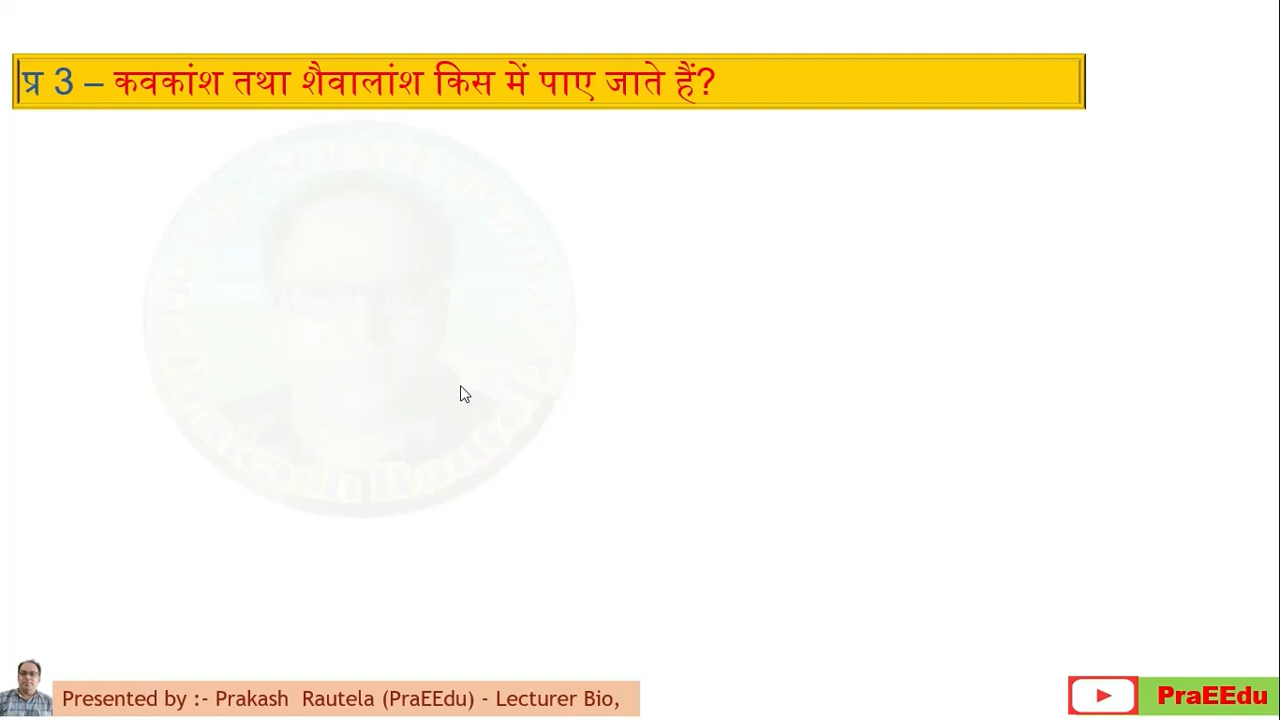 प्र 3 – कवकांश तथा शैवालांश किस में पाए जाते हैं?
Presented by :- Prakash Rautela (PraEEdu) - Lecturer Bio,
PraEEdu